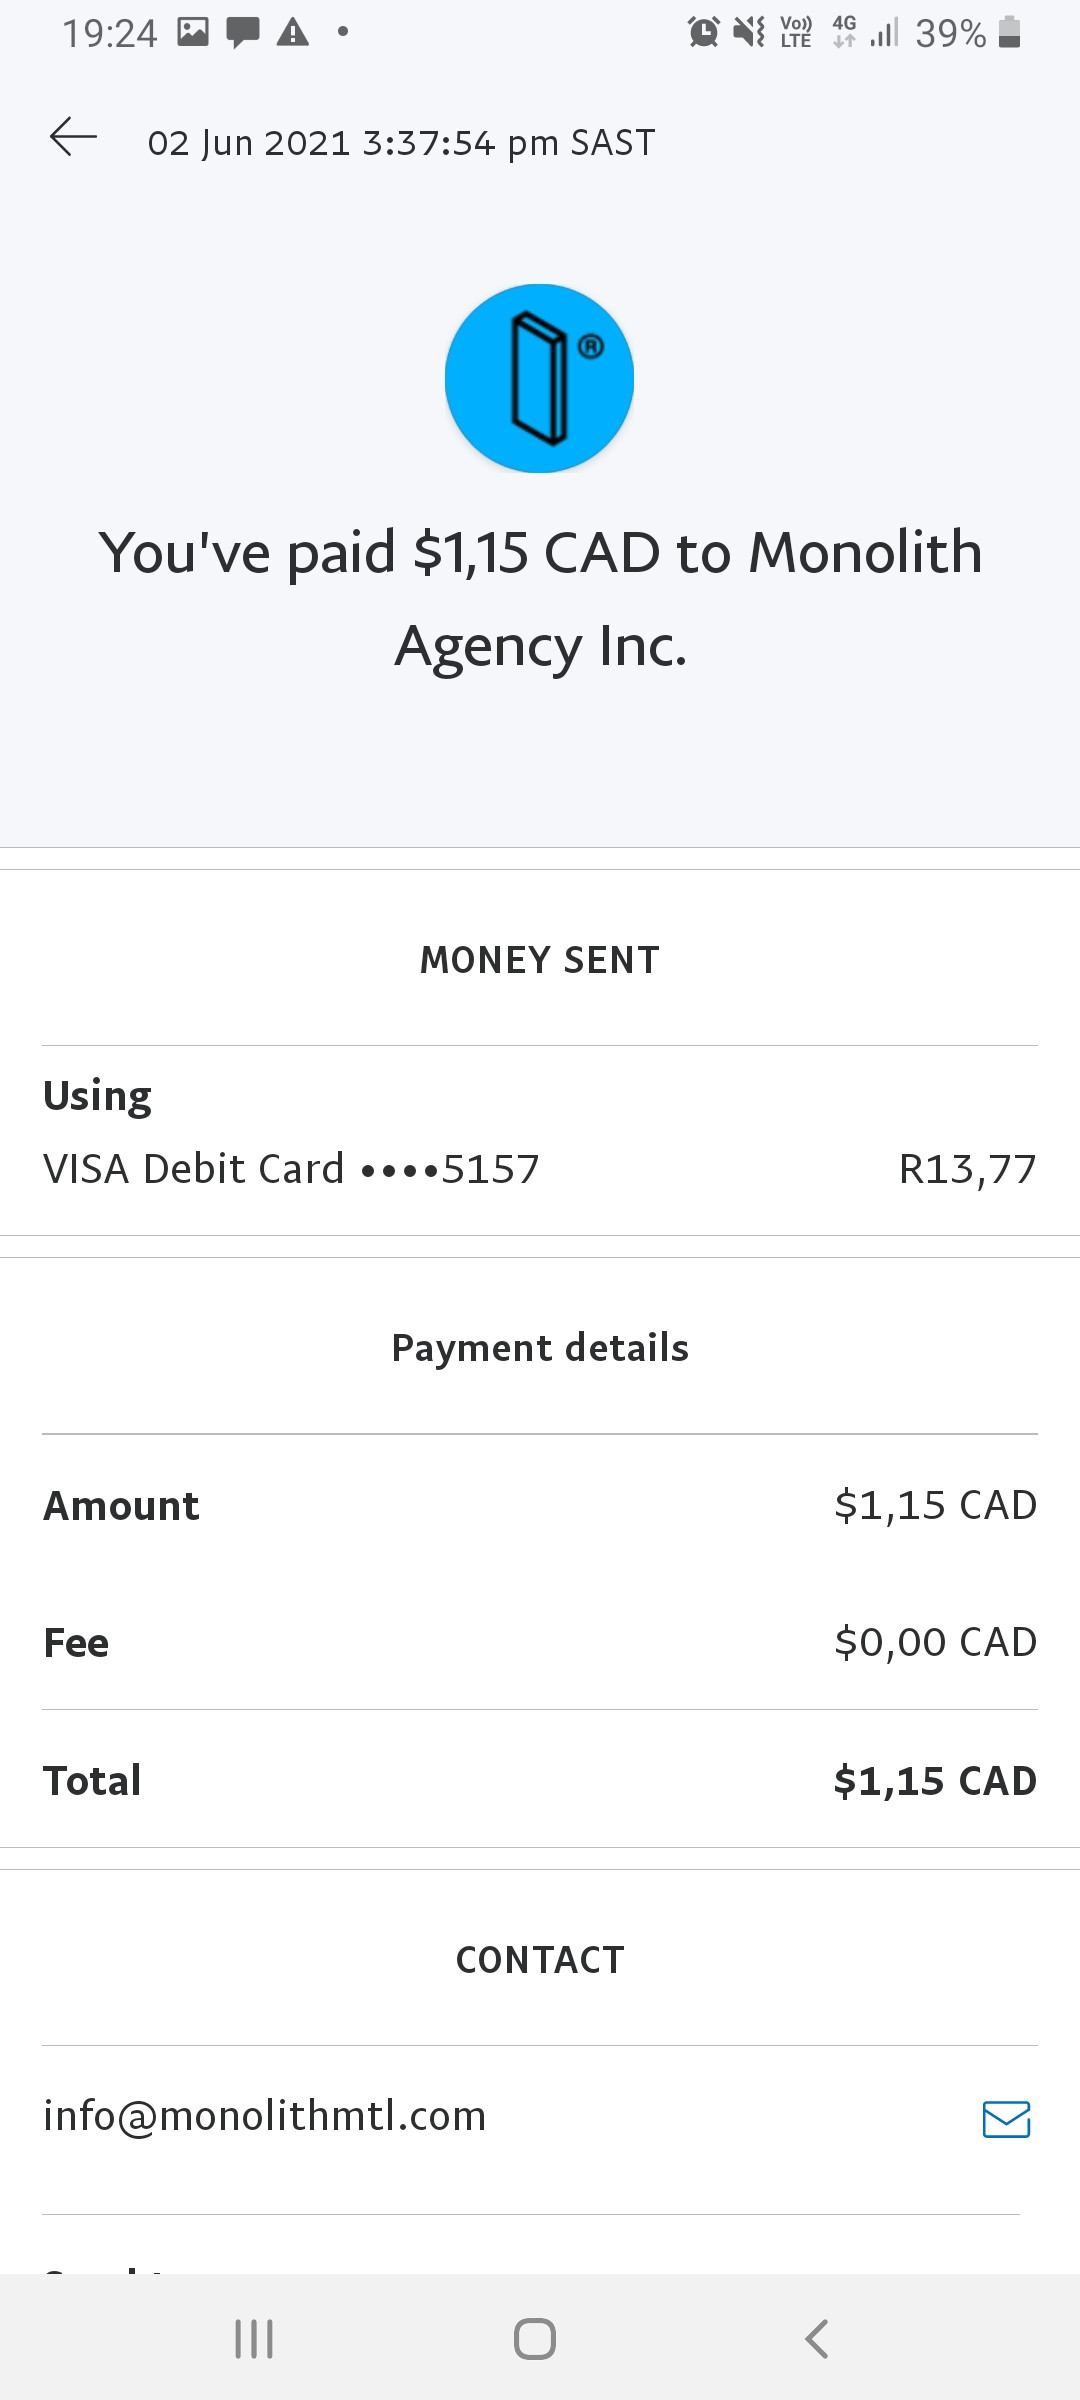 19:24 Vo)) LTE 4G 39%
02 Jun 2021 3:37:54 pm SAST
®
You've paid $1,15 CAD to Monolith
Agency Inc.
MONEY SENT
Using
VISA Debit Card ••••5157 R13,77
Payment details
Amount $1,15 CAD
Fee $0,00 CAD
Total $1,15 CAD
CONTACT
info@monolithmtl.com